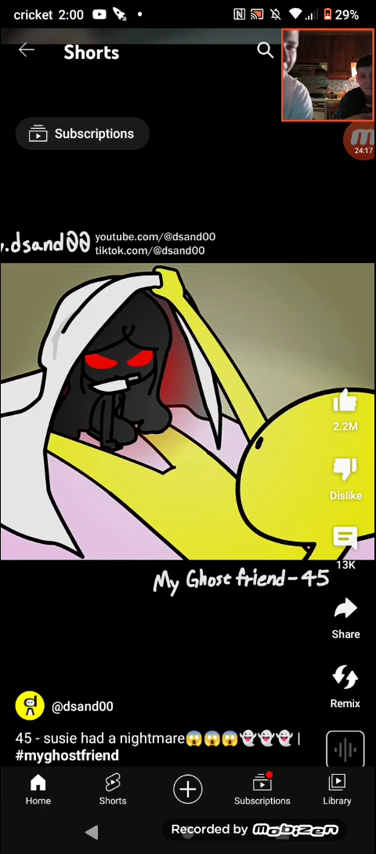 cricket 2:00
29%
Shorts
24:17
Subscriptions
.dsand00
youtube.com/@dsand00
tiktok.com/@dsand00
2.2M
Dislike
13K
My Ghost friend-45
Share
Remix
@dsand00
45 - susie had a nightmare😱😱😱👻👻👻 |
#myghostfriend
Home
Shorts
Subscriptions
Library
Recorded by MOBIZEN